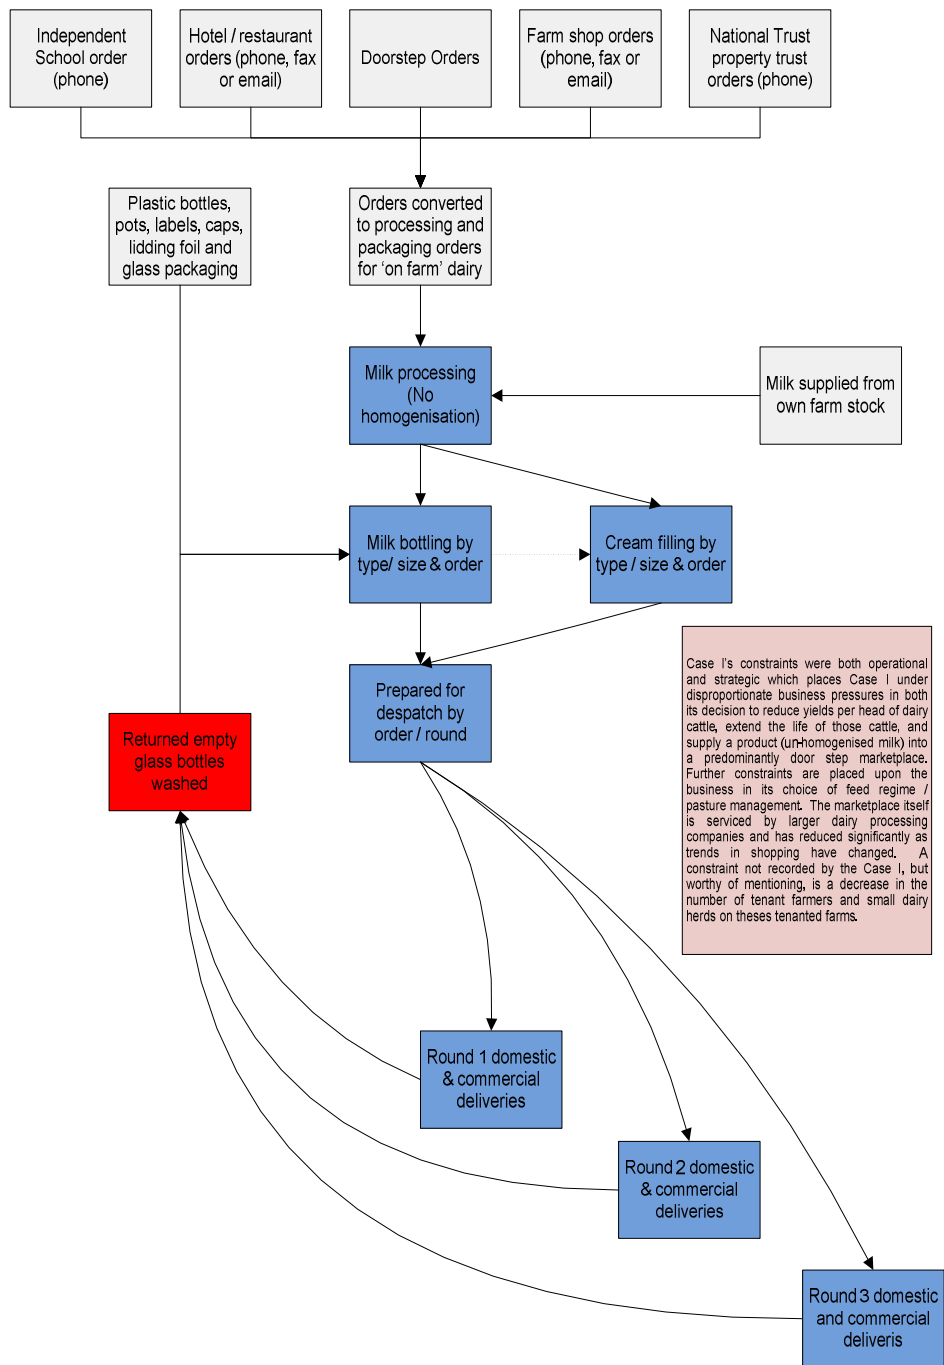 Independent
School order
(phone)
Hotel / restaurant
orders (phone, fax
or email)
Doorstep Orders
Farm shop orders
(phone, fax or
email)
National Trust
property trust
orders (phone)
Plastic bottles,
pots, labels, caps,
lidding foil and
glass packaging
Orders converted
to processing and
packaging orders
for ‘on farm’ dairy
Milk processing
(No
homogenisation)
Milk supplied from
own farm stock
Milk bottling by
type/ size & order
Cream filling by
type / size & order
Case I's constraints were both operational
and strategic which places Case I under
disproportionate business pressures in both
its decision to reduce yields per head of dairy
cattle, extend the life of those cattle, and
supply a product (un-homogenised milk) into
a predominantly door step marketplace.
Further constraints are placed upon the
business in its choice of feed regime /
pasture management. The marketplace itself
is serviced by larger dairy processing
companies and has reduced significantly as
trends in shopping have changed. A
constraint not recorded by the Case I, but
worthy of mentioning, is a decrease in the
number of tenant farmers and small dairy
herds on theses tenanted farms.
Prepared for
despatch by
order / round
Returned empty
glass bottles
washed
Round 1 domestic
& commercial
deliveries
Round 2 domestic
& commercial
deliveries
Round 3 domestic
and commercial
deliveris